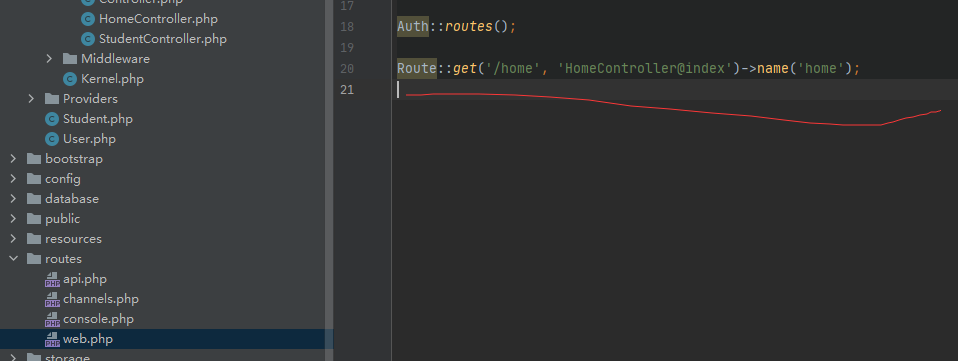 Controller.php
HomeController.php
StudentController.php
Middleware
Kernel.php
Providers
Student.php
User.php
bootstrap
config
database
public
resources
routes
api.php
channels.php
console.php
web.php
storage
17
18 Auth::routes();
19
20 Route::get('/home', 'HomeController@index')->name('home');
21